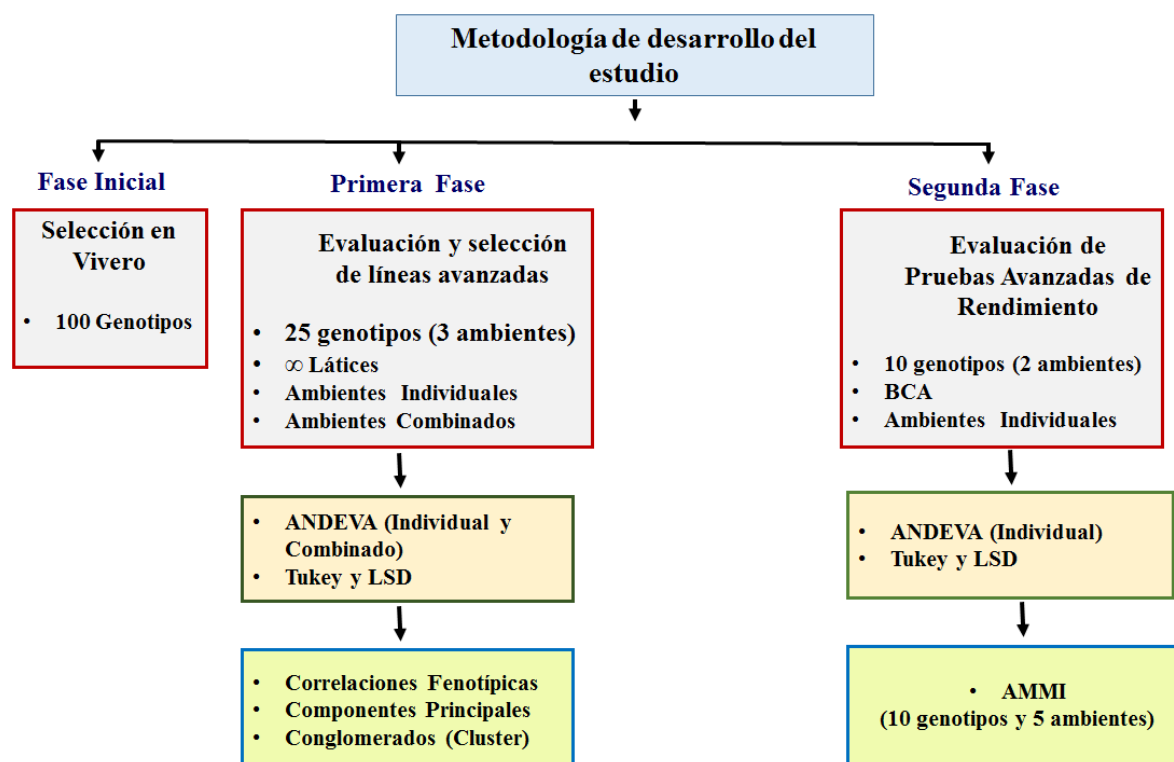 Metodología de desarrollo del
estudio
Fase Inicial
Selección en
Vivero
• 100 Genotipos
Primera Fase
Evaluación y selección
de líneas avanzadas
• 25 genotipos (3 ambientes)
• ∞ Látices
• Ambientes Individuales
• Ambientes Combinados
• ANDEVA (Individual y
Combinado)
• Tukey y LSD
• Correlaciones Fenotípicas
• Componentes Principales
• Conglomerados (Cluster)
Segunda Fase
Evaluación de
Pruebas Avanzadas de
Rendimiento
• 10 genotipos (2 ambientes)
• BCA
• Ambientes Individuales
• ANDEVA (Individual)
• Tukey y LSD
• AMMI
(10 genotipos y 5 ambientes)